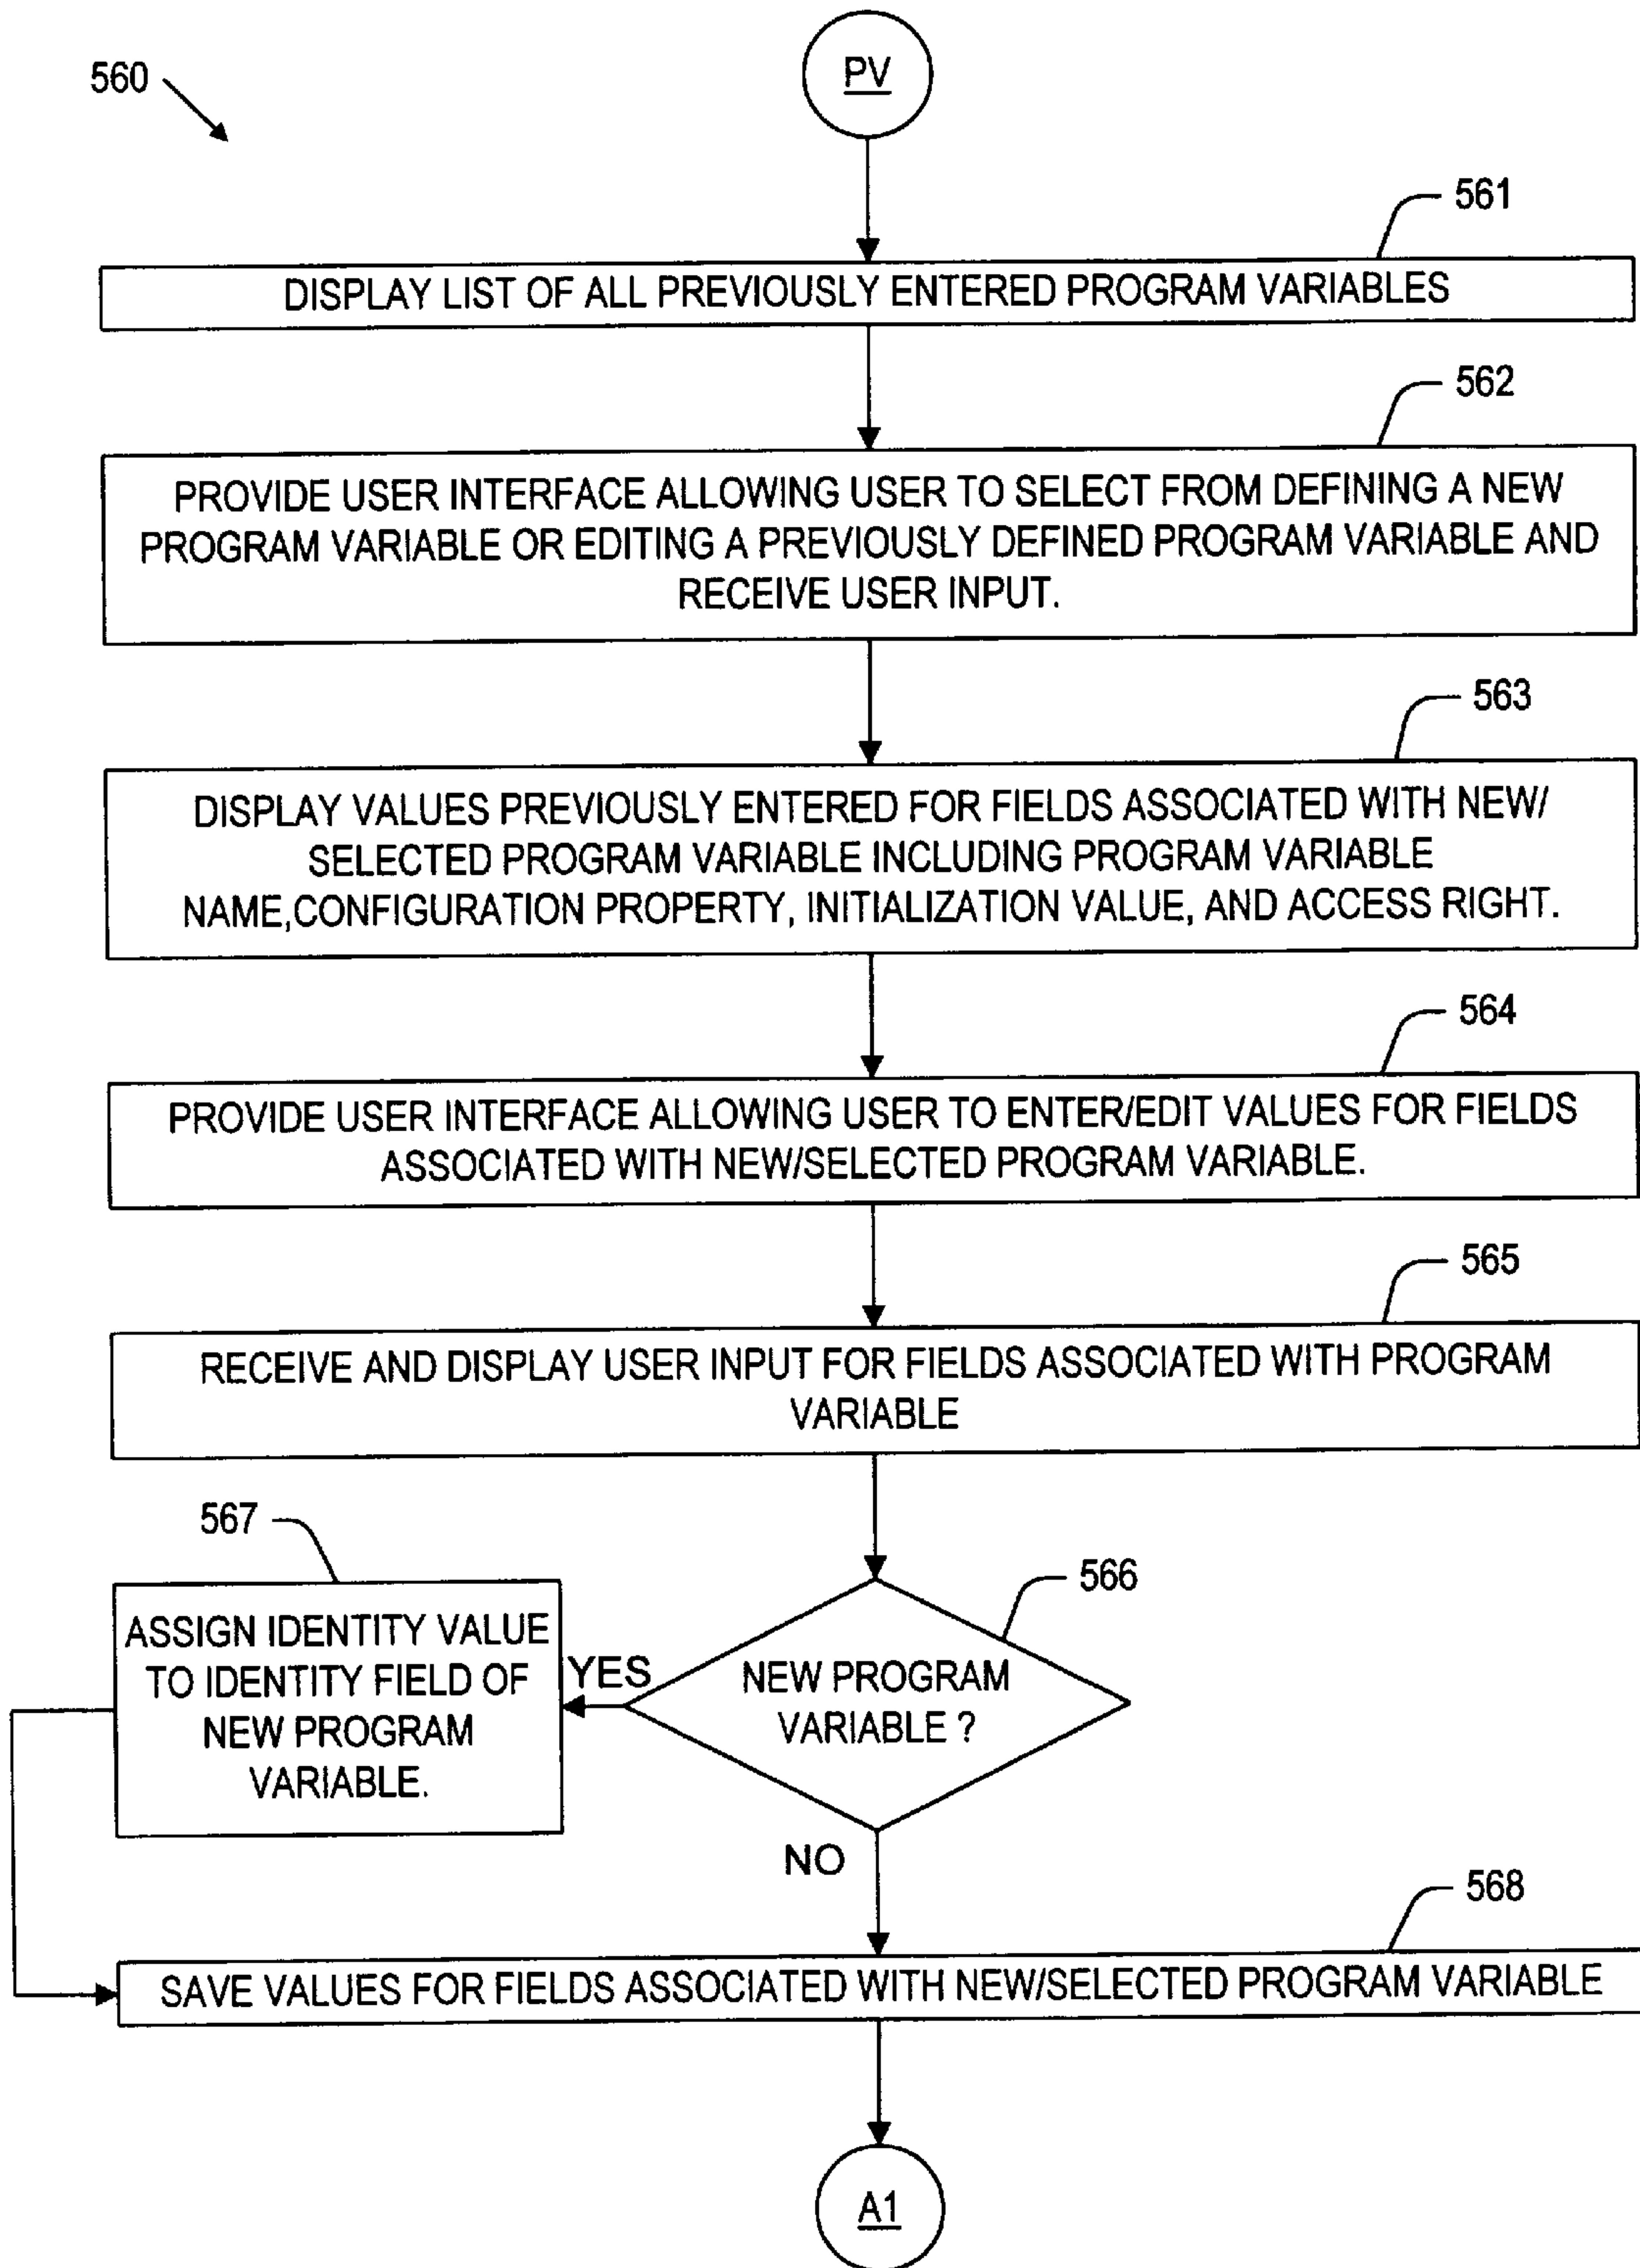 560
PV
561
DISPLAY LIST OF ALL PREVIOUSLY ENTERED PROGRAM VARIABLES
562
PROVIDE USER INTERFACE ALLOWING USER TO SELECT FROM DEFINING A NEW
PROGRAM VARIABLE OR EDITING A PREVIOUSLY DEFINED PROGRAM VARIABLE AND
RECEIVE USER INPUT.
563
DISPLAY VALUES PREVIOUSLY ENTERED FOR FIELDS ASSOCIATED WITH NEW/
SELECTED PROGRAM VARIABLE INCLUDING PROGRAM VARIABLE
NAME,CONFIGURATION PROPERTY, INITIALIZATION VALUE, AND ACCESS RIGHT.
564
PROVIDE USER INTERFACE ALLOWING USER TO ENTER/EDIT VALUES FOR FIELDS
ASSOCIATED WITH NEW/SELECTED PROGRAM VARIABLE.
565
RECEIVE AND DISPLAY USER INPUT FOR FIELDS ASSOCIATED WITH PROGRAM
VARIABLE
566
NEW PROGRAM
VARIABLE ?
YES
567
ASSIGN IDENTITY VALUE
TO IDENTITY FIELD OF
NEW PROGRAM
VARIABLE.
NO
568
SAVE VALUES FOR FIELDS ASSOCIATED WITH NEW/SELECTED PROGRAM VARIABLE
A1